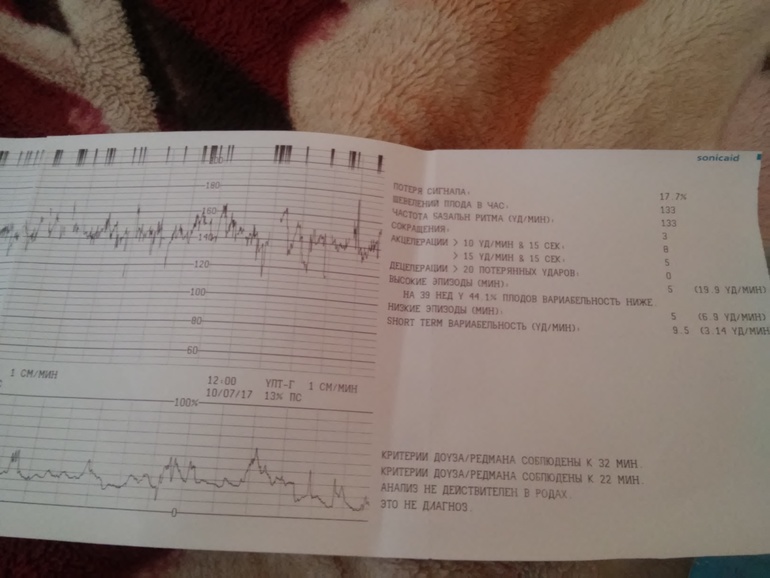 sonicaid
180
160
140
120
100
80
60
1 СМ/МИН
12:00 УПТ-Г 1 СМ/МИН
10/07/17 13% ПС
100%
0
ПОТЕРЯ СИГНАЛА: 17.7%
ШЕВЕЛЕНИЙ ПЛОДА В ЧАС: 133
ЧАСТОТА БАЗАЛЬН РИТМА (УД/МИН): 133
СОКРАЩЕНИЯ: 3
АКЦЕЛЕРАЦИИ > 10 УД/МИН & 15 СЕК: 8
> 15 УД/МИН & 15 СЕК: 5
ДЕЦЕЛЕРАЦИИ > 20 ПОТЕРЯННЫХ УДАРОВ: 0
ВЫСОКИЕ ЭПИЗОДЫ (МИН): 5 (19.9 УД/МИН)
НА 39 НЕД У 44.1% ПЛОДОВ ВАРИАБЕЛЬНОСТЬ НИЖЕ
НИЗКИЕ ЭПИЗОДЫ (МИН): 5 (6.9 УД/МИН)
SHORT TERM ВАРИАБЕЛЬНОСТЬ (УД/МИН): 9.5 (3.14 УД/МИН
КРИТЕРИИ ДОУЗА/РЕДМАНА СОБЛЮДЕНЫ К 32 МИН.
КРИТЕРИИ ДОУЗА/РЕДМАНА СОБЛЮДЕНЫ К 22 МИН.
АНАЛИЗ НЕ ДЕЙСТВИТЕЛЕН В РОДАХ.
ЭТО НЕ ДИАГНОЗ.